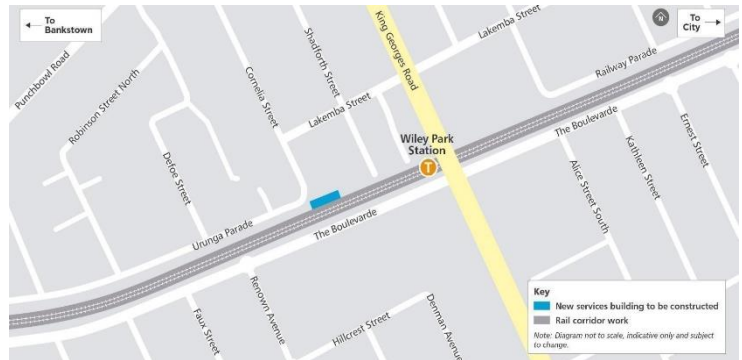 To
Bankstown
To
City
N
Punchbowl Road
Robinson Street North
Defoe Street
Cornelia Street
Shadforth Street
King Georges Road
Lakemba Street
Lakemba Street
Railway Parade
The Boulevarde
Wiley Park
Station
T
Urunga Parade
The Boulevarde
Alice Street South
Kathleen Street
Ernest Street
Faux Street
Renown Avenue
Hillcrest Street
Denman Avenue
Key
New services building to be constructed
Rail corridor work
Note: Diagram not to scale, indicative only and subject
to change.